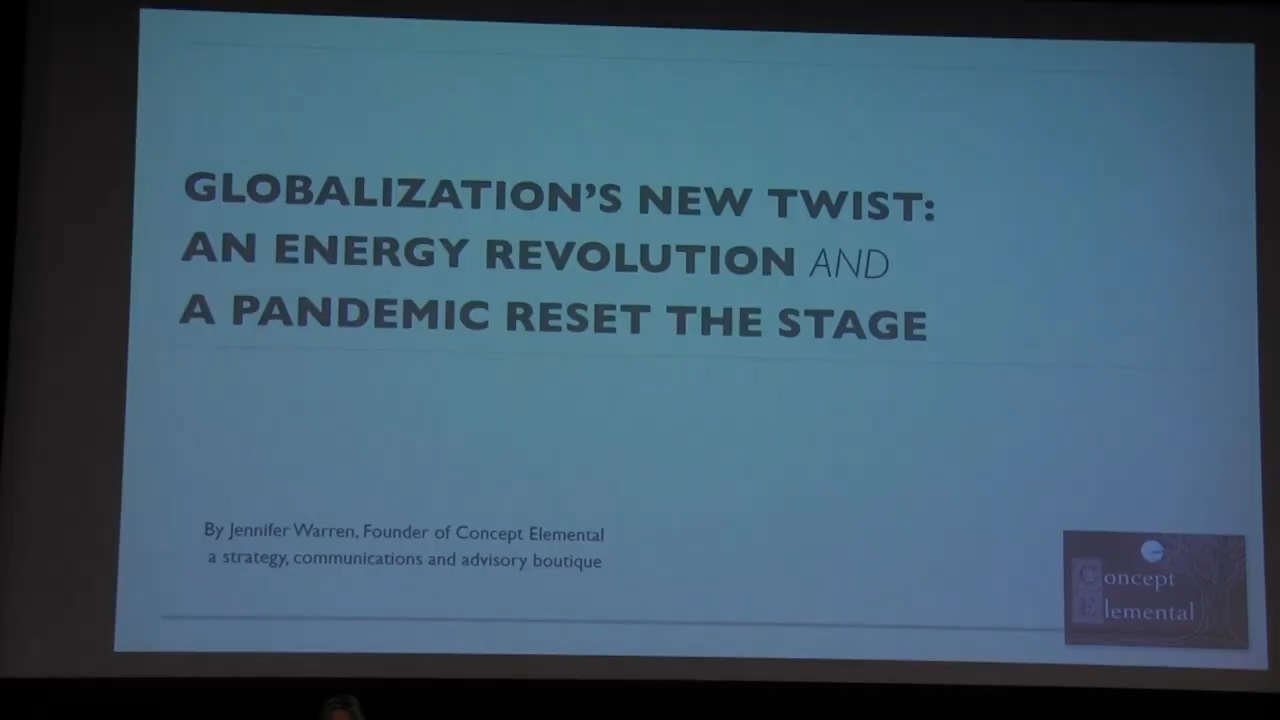 GLOBALIZATION'S NEW TWIST:
AN ENERGY REVOLUTION AND
A PANDEMIC RESET THE STAGE
By Jennifer Warren, Founder of Concept Elemental
a strategy, communications and advisory boutique
Concept
Elemental